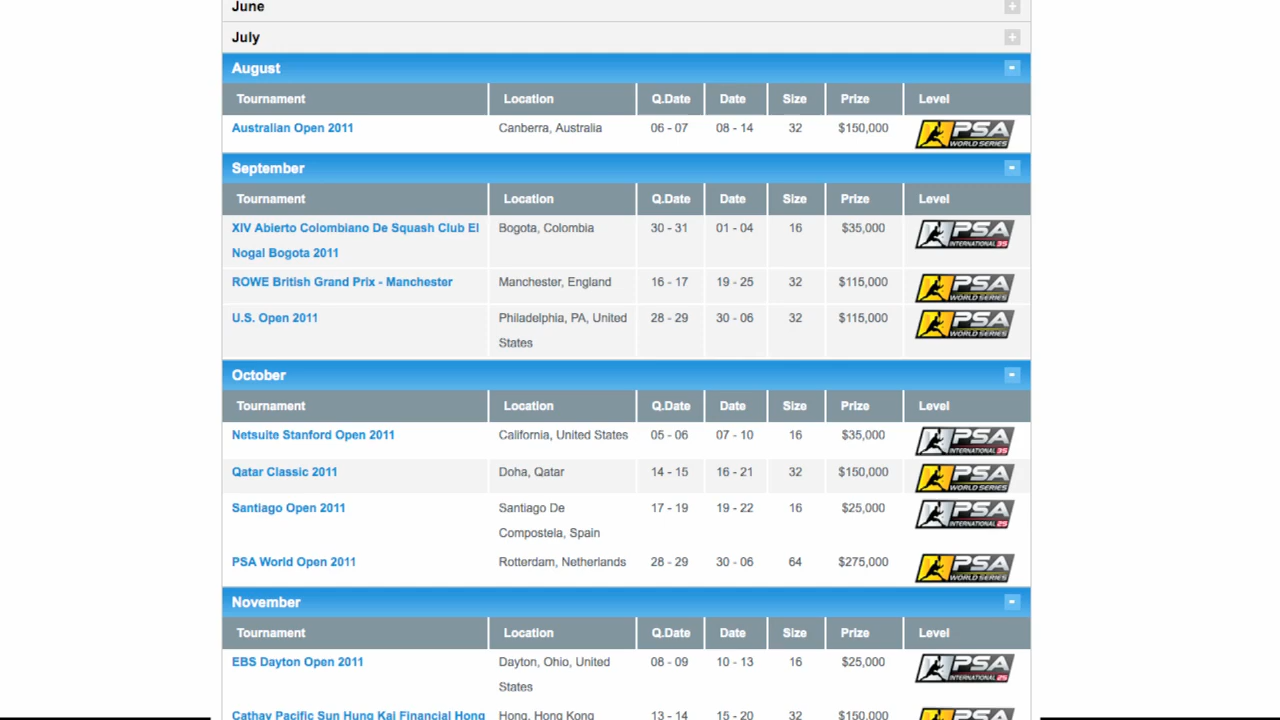 June
July
August
Tournament Location Q.Date Date Size Prize Level
Australian Open 2011 Canberra, Australia 06 - 07 08 - 14 32 $150,000 PSA WORLD SERIES
September
Tournament Location Q.Date Date Size Prize Level
XIV Abierto Colombiano De Squash Club El Bogota, Colombia 30 - 31 01 - 04 16 $35,000 PSA INTERNATIONAL 35
Nogal Bogota 2011
ROWE British Grand Prix - Manchester Manchester, England 16 - 17 19 - 25 32 $115,000 PSA WORLD SERIES
U.S. Open 2011 Philadelphia, PA, United 28 - 29 30 - 06 32 $115,000 PSA WORLD SERIES
States
October
Tournament Location Q.Date Date Size Prize Level
Netsuite Stanford Open 2011 California, United States 05 - 06 07 - 10 16 $35,000 PSA INTERNATIONAL 35
Qatar Classic 2011 Doha, Qatar 14 - 15 16 - 21 32 $150,000 PSA WORLD SERIES
Santiago Open 2011 Santiago De 17 - 19 19 - 22 16 $25,000 PSA INTERNATIONAL 25
Compostela, Spain
PSA World Open 2011 Rotterdam, Netherlands 28 - 29 30 - 06 64 $275,000 PSA WORLD SERIES
November
Tournament Location Q.Date Date Size Prize Level
EBS Dayton Open 2011 Dayton, Ohio, United 08 - 09 10 - 13 16 $25,000 PSA INTERNATIONAL 25
States
Cathay Pacific Sun Hung Kai Financial Hong Hong, Hong Kong 13 - 14 15 - 20 32 $150,000 PSA